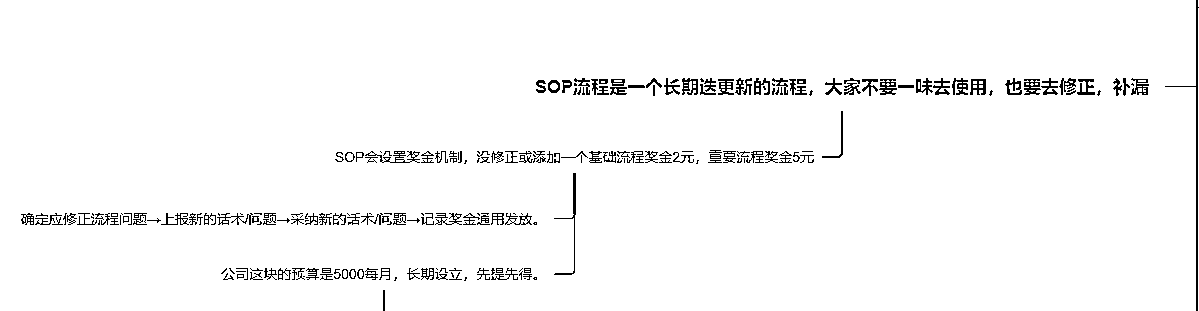 SOP流程是一个长期迭更新的流程，大家不要一味去使用，也要去修正，补漏
SOP会设置奖金机制，没修正或添加一个基础流程奖金2元，重要流程奖金5元
确定应修正流程问题→上报新的话术/问题→采纳新的话术/问题→记录奖金通用发放。
公司这块的预算是5000每月，长期设立，先提先得。